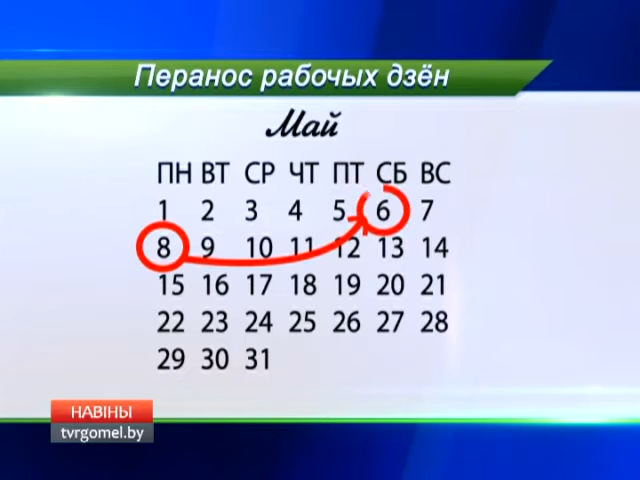 Перанос рабочых дзён
Май
ПН ВТ СР ЧТ ПТ СБ ВС
1 2 3 4 5 6 7
8 9 10 11 12 13 14
15 16 17 18 19 20 21
22 23 24 25 26 27 28
29 30 31
НАВІНЫ
tvrgomel.by